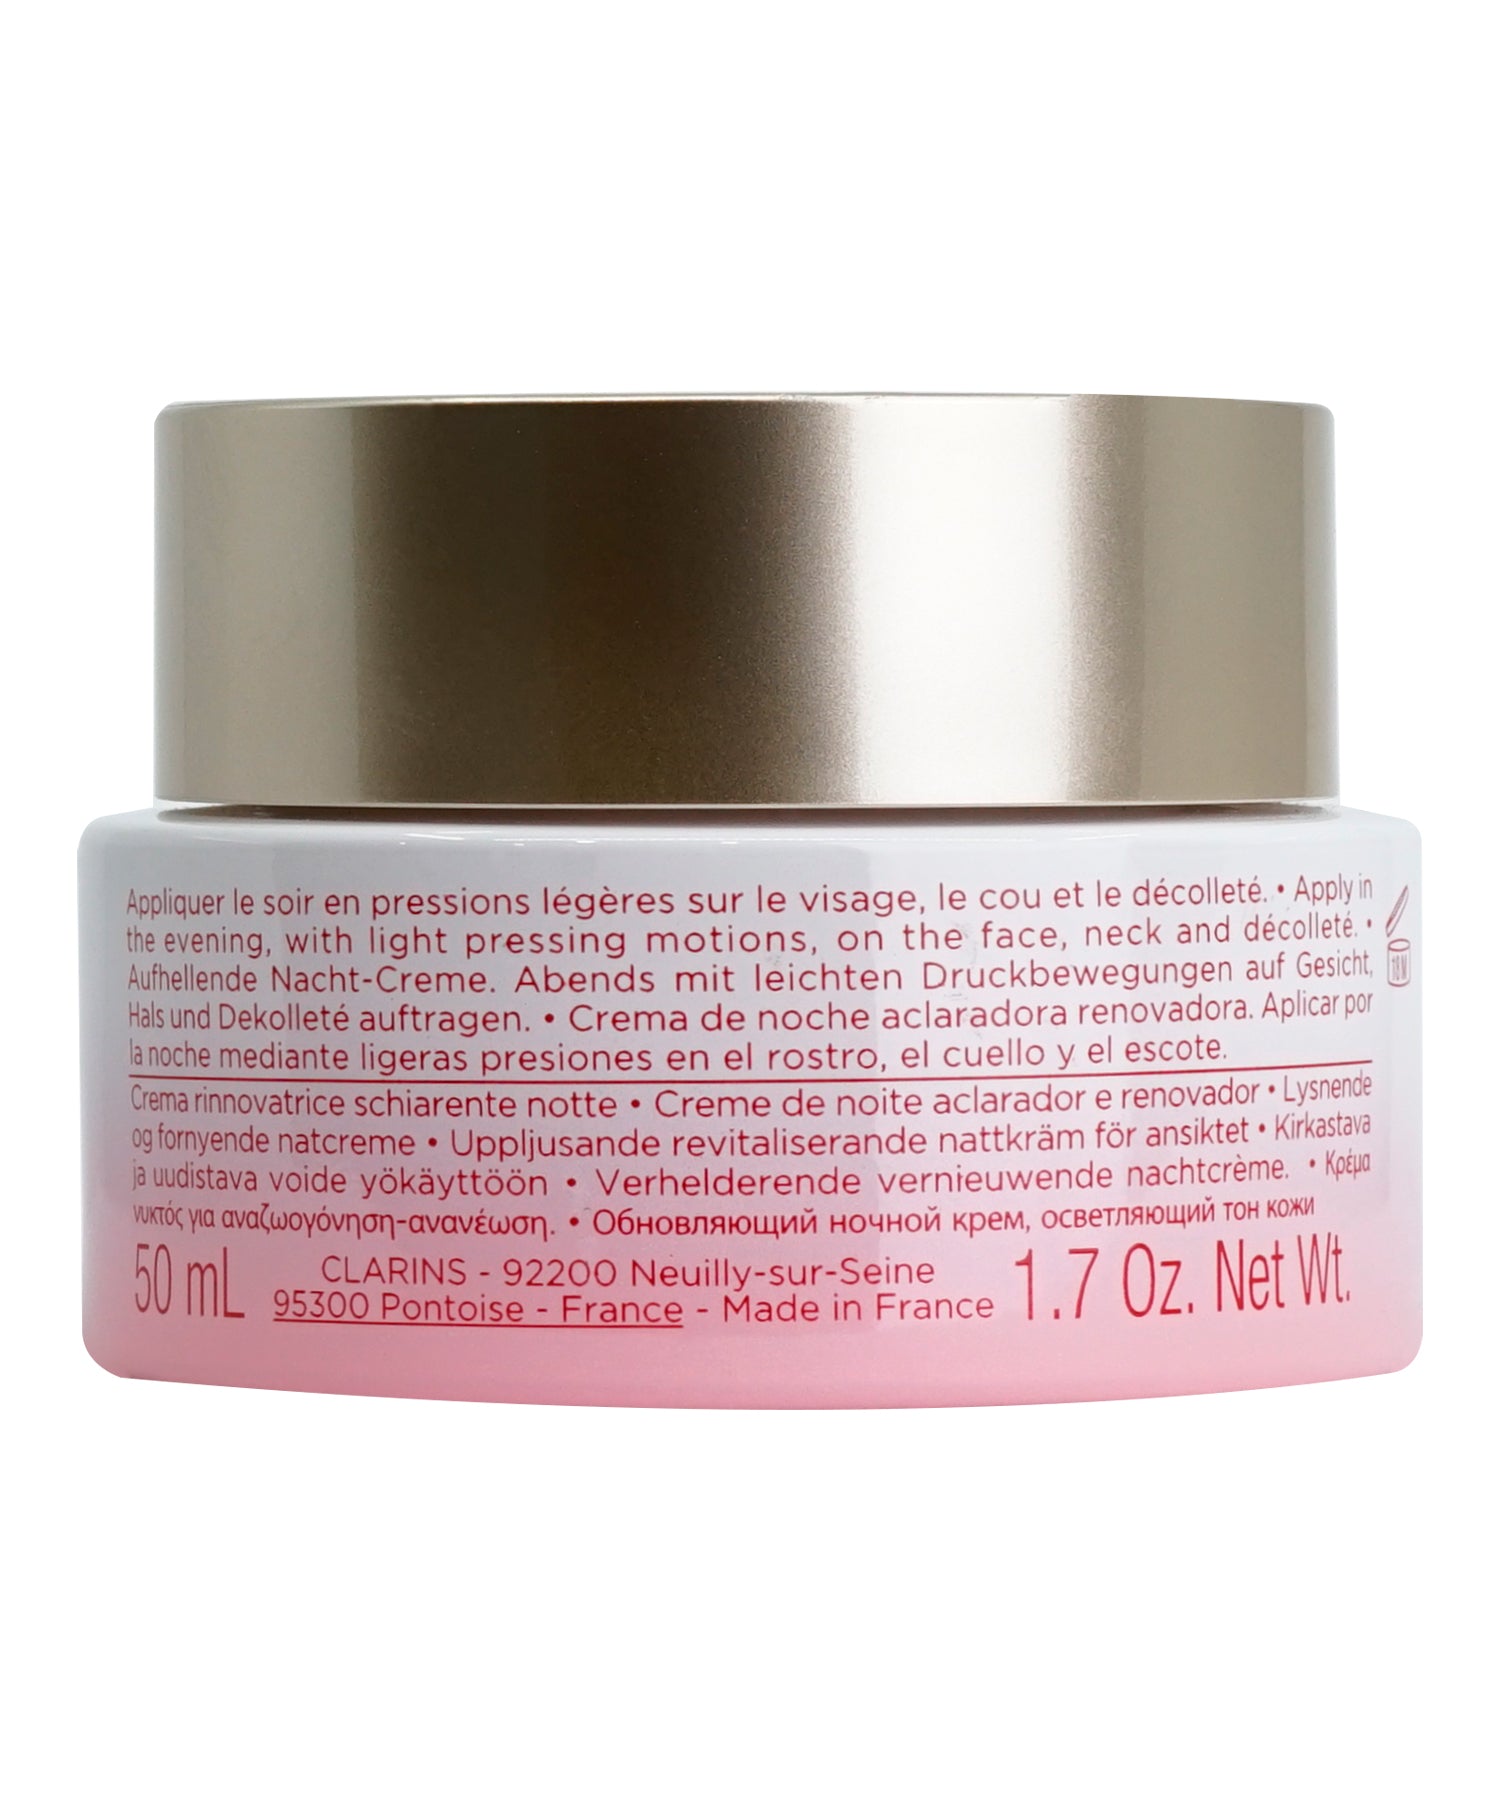 Appliquer le soir en pressions légères sur le visage, le cou et le décolleté. • Apply in
the evening, with light pressing motions, on the face, neck and décolleté. •
Aufhellende Nacht-Creme. Abends mit leichten Druckbewegungen auf Gesicht,
Hals und Dekolleté auftragen. • Crema de noche aclaradora renovadora. Aplicar por
la noche mediante ligeras presiones en el rostro, el cuello y el escote.
18M
Crema rinnovatrice schiarente notte • Creme de noite aclarador e renovador • Lysnende
og fornyende natcreme • Uppljusande revitaliserande nattkräm för ansiktet • Kirkastava
ja uudistava voide yökäyttöön • Verhelderende vernieuwende nachtcrème. • Κρέμα
νυκτός για αναζωογόνηση-ανανέωση. • Обновляющий ночной крем, осветляющий тон кожи
50 mL
CLARINS - 92200 Neuilly-sur-Seine
95300 Pontoise - France - Made in France
1.7 Oz. Net Wt.